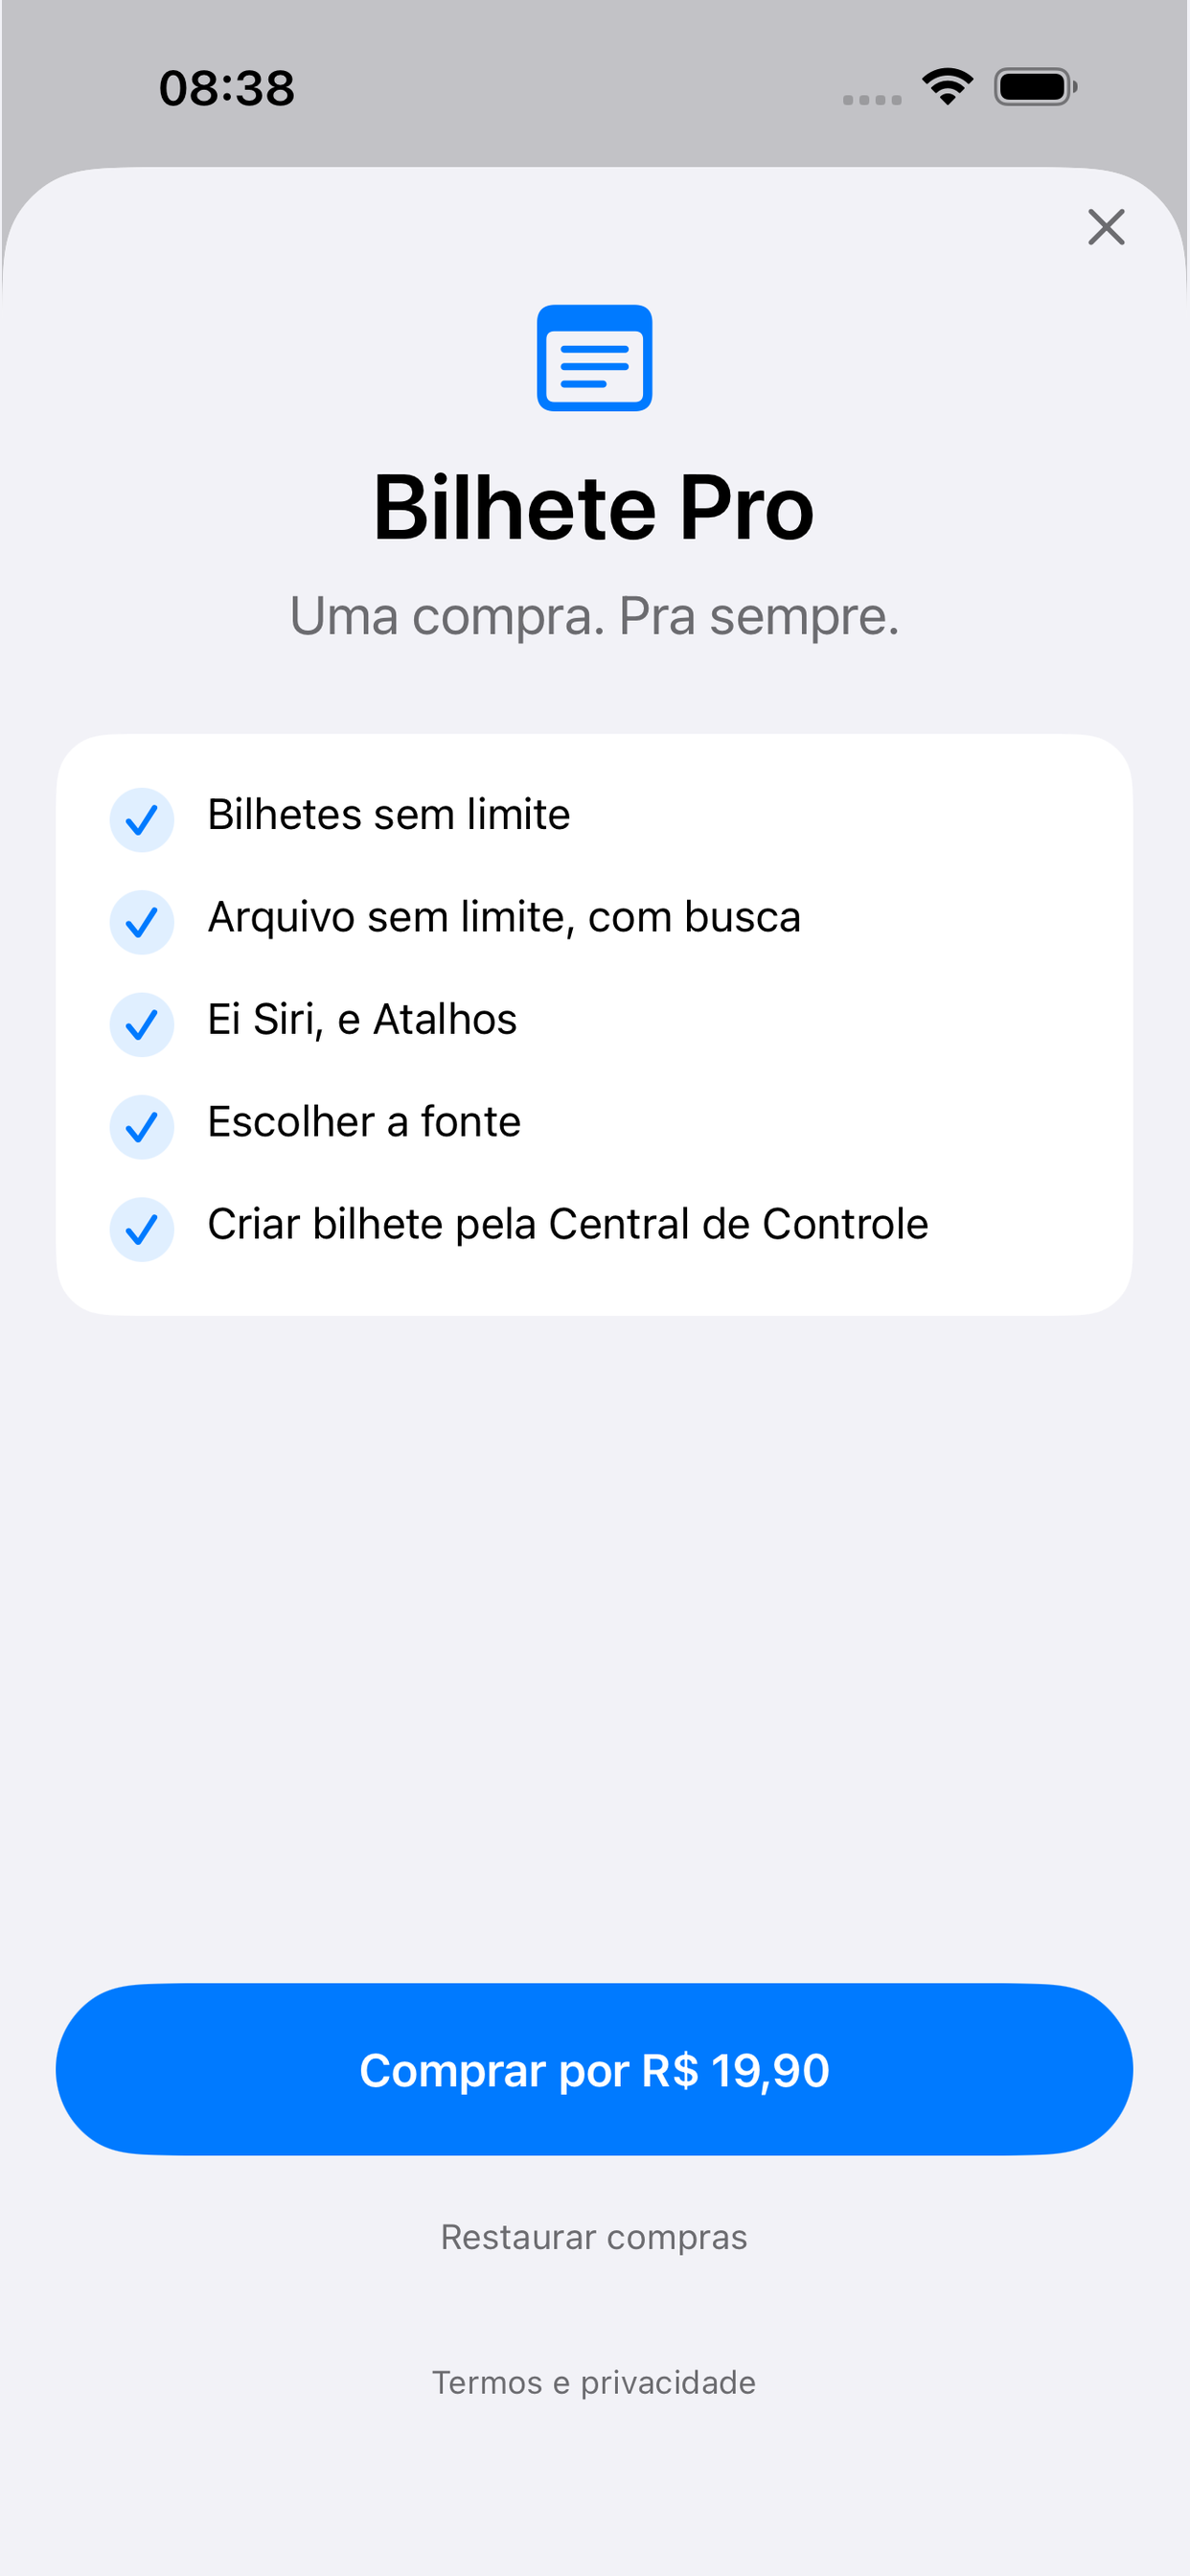 08:38
Bilhete Pro
Uma compra. Pra sempre.
Bilhetes sem limite
Arquivo sem limite, com busca
Ei Siri, e Atalhos
Escolher a fonte
Criar bilhete pela Central de Controle
Comprar por R$ 19,90
Restaurar compras
Termos e privacidade